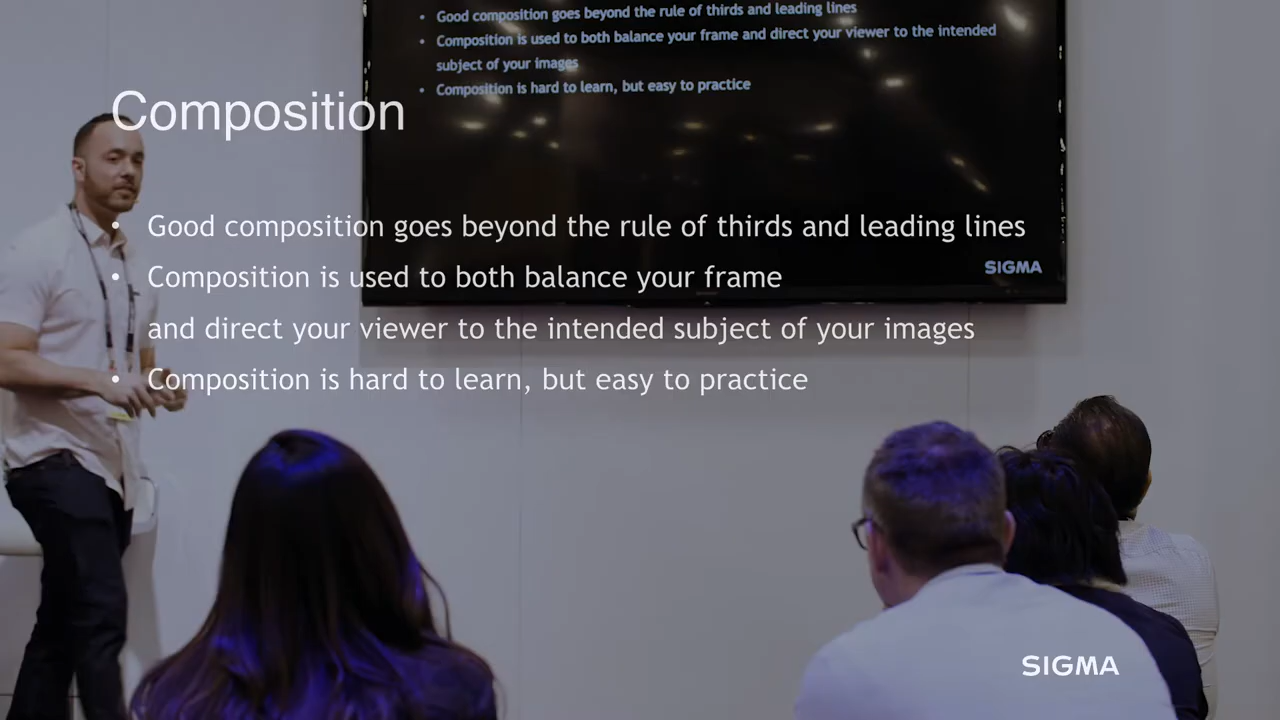 • Good composition goes beyond the rule of thirds and leading lines
• Composition is used to both balance your frame and direct your viewer to the intended
subject of your images
• Composition is hard to learn, but easy to practice
SIGMA
Composition
• Good composition goes beyond the rule of thirds and leading lines
• Composition is used to both balance your frame
and direct your viewer to the intended subject of your images
• Composition is hard to learn, but easy to practice
SIGMA